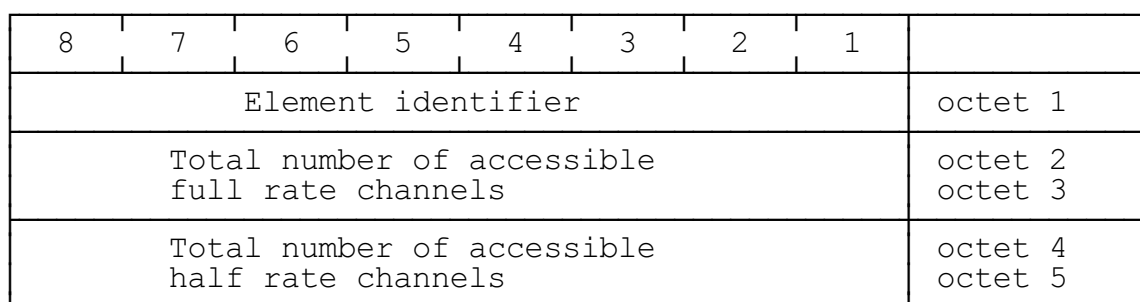 8 7 6 5 4 3 2 1
Element identifier octet 1
Total number of accessible octet 2
full rate channels octet 3
Total number of accessible octet 4
half rate channels octet 5